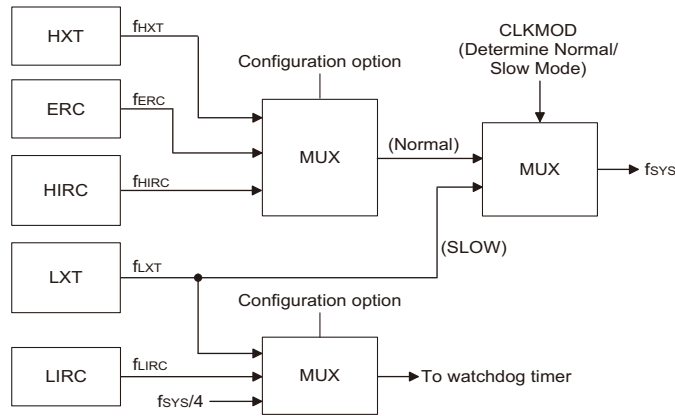 HXT
fHXT
ERC
fERC
HIRC
fHIRC
LXT
fLXT
LIRC
fLIRC
fSYS/4
Configuration option
MUX
(Normal)
(SLOW)
CLKMOD
(Determine Normal/
Slow Mode)
MUX
fSYS
Configuration option
MUX
To watchdog timer